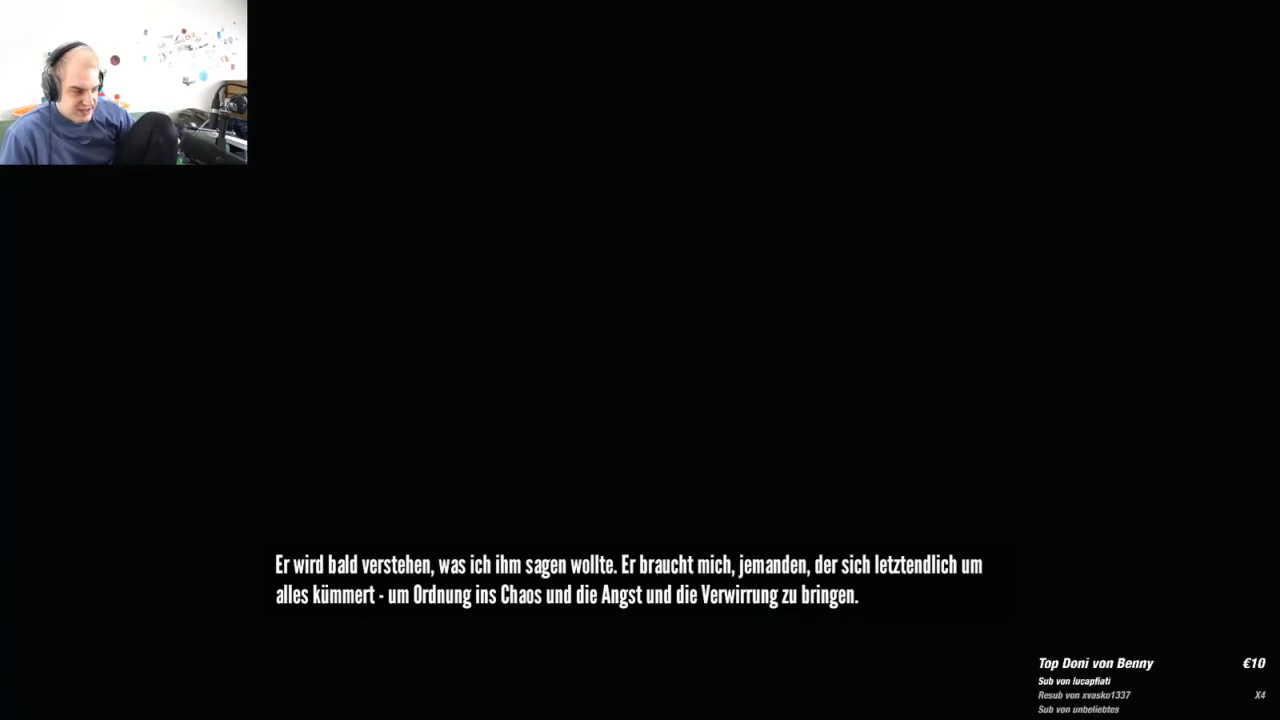 Er wird bald verstehen, was ich ihm sagen wollte. Er braucht mich, jemanden, der sich letztendlich um
alles kümmert - um Ordnung ins Chaos und die Angst und die Verwirrung zu bringen.
Top Doni von Benny €10
Sub von lucapfiati
Resub von xvasko1337 X4
Sub von unbeliebtes